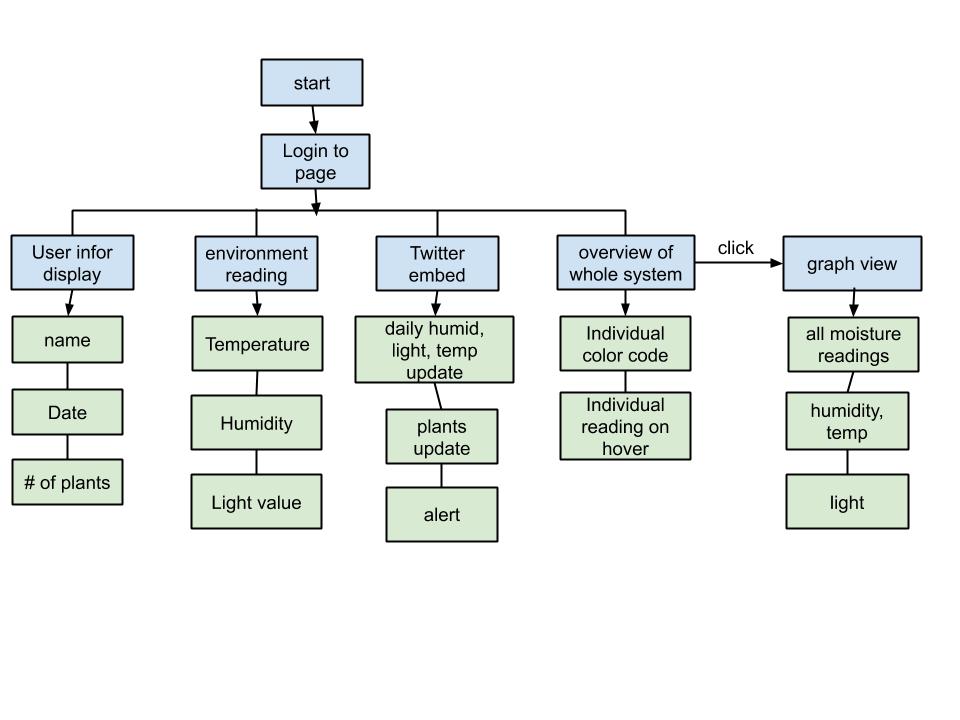 start
Login to
page
User infor
display
environment
reading
Twitter
embed
overview of
whole system
click
graph view
name
Temperature
daily humid,
light, temp
update
Individual
color code
all moisture
readings
Date
Humidity
plants
update
Individual
reading on
hover
humidity,
temp
# of plants
Light value
alert
light